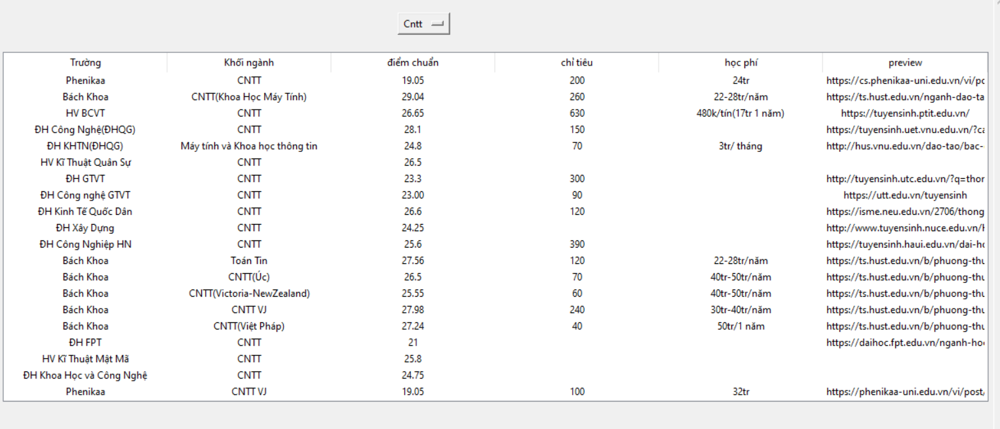 Cntt
Trường Khối ngành điểm chuẩn chỉ tiêu học phí preview
Phenikaa CNTT 19.05 200 24tr https://cs.phenikaa-uni.edu.vn/vi/pc
Bách Khoa CNTT(Khoa Học Máy Tính) 29.04 260 22-28tr/năm https://ts.hust.edu.vn/nganh-dao-ta
HV BCVT CNTT 26.65 630 480k/tín(17tr 1 năm) https://tuyensinh.ptit.edu.vn/
ĐH Công Nghệ(ĐHQG) CNTT 28.1 150 https://tuyensinh.uet.vnu.edu.vn/?ca
ĐH KHTN(ĐHQG) Máy tính và Khoa học thông tin 24.8 70 3tr/ tháng http://hus.vnu.edu.vn/dao-tao/bac-
HV Kĩ Thuật Quân Sự CNTT 26.5
ĐH GTVT CNTT 23.3 300 http://tuyensinh.utc.edu.vn/?q=thor
ĐH Công nghệ GTVT CNTT 23.00 90 https://utt.edu.vn/tuyensinh
ĐH Kinh Tế Quốc Dân CNTT 26.6 120 https://isme.neu.edu.vn/2706/thong
ĐH Xây Dựng CNTT 24.25 http://www.tuyensinh.nuce.edu.vn/
ĐH Công Nghiệp HN CNTT 25.6 390 https://tuyensinh.haui.edu.vn/dai-ho
Bách Khoa Toán Tin 27.56 120 22-28tr/năm https://ts.hust.edu.vn/b/phuong-thu
Bách Khoa CNTT(Úc) 26.5 70 40tr-50tr/năm https://ts.hust.edu.vn/b/phuong-thu
Bách Khoa CNTT(Victoria-NewZealand) 25.55 60 40tr-50tr/năm https://ts.hust.edu.vn/b/phuong-thu
Bách Khoa CNTT VJ 27.98 240 30tr-40tr/năm https://ts.hust.edu.vn/b/phuong-thu
Bách Khoa CNTT(Việt Pháp) 27.24 40 50tr/1 năm https://ts.hust.edu.vn/b/phuong-thu
ĐH FPT CNTT 21 https://daihoc.fpt.edu.vn/nganh-ho
HV Kĩ Thuật Mật Mã CNTT 25.8
ĐH Khoa Học và Công Nghệ CNTT 24.75
Phenikaa CNTT VJ 19.05 100 32tr https://phenikaa-uni.edu.vn/vi/post/